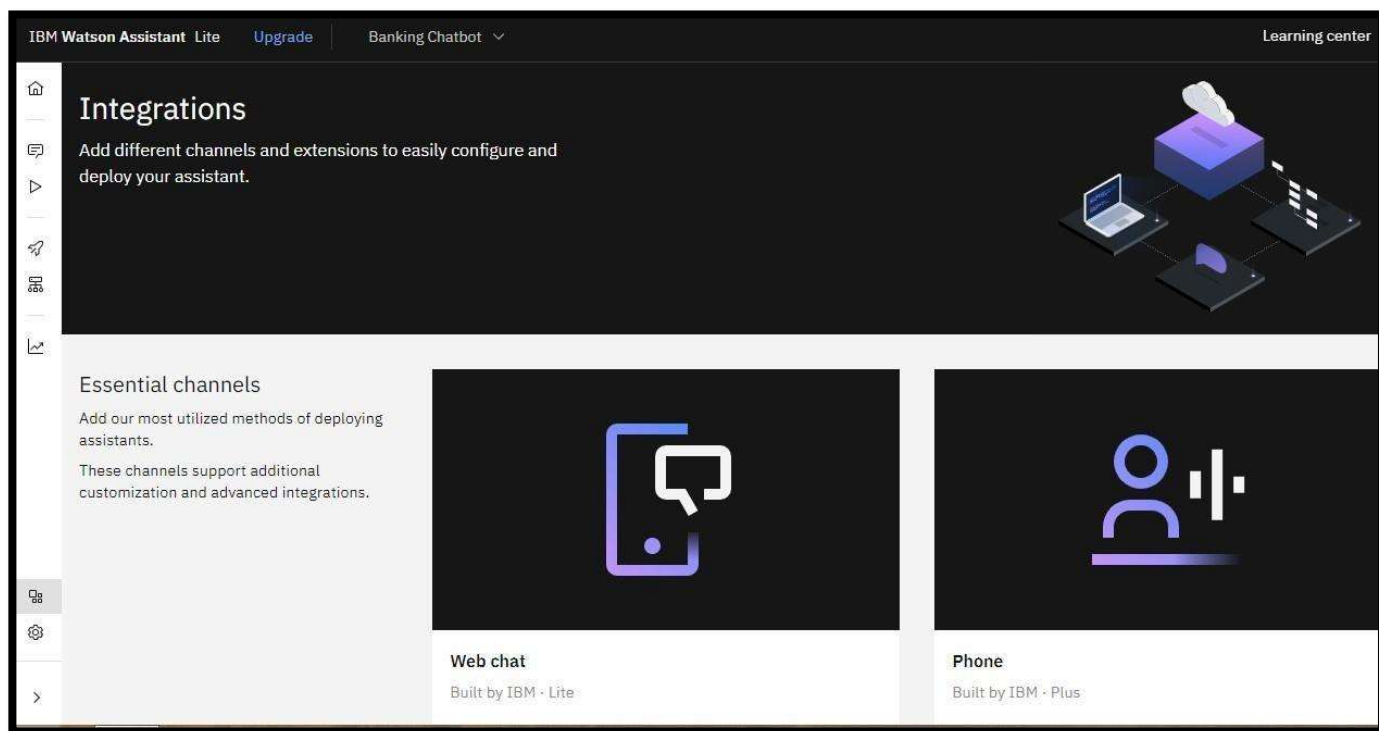 IBM Watson Assistant Lite Upgrade Banking Chatbot Learning center
Integrations
Add different channels and extensions to easily configure and
deploy your assistant.
Essential channels
Add our most utilized methods of deploying
assistants.
These channels support additional
customization and advanced integrations.
Web chat
Built by IBM · Lite
Phone
Built by IBM · Plus